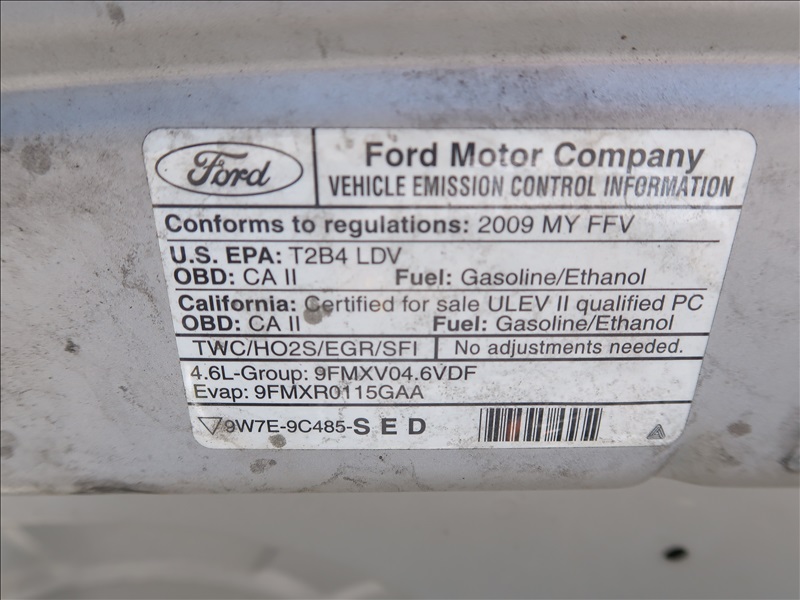 Ford
Ford Motor Company
VEHICLE EMISSION CONTROL INFORMATION
Conforms to regulations: 2009 MY FFV
U.S. EPA: T2B4 LDV
OBD: CA II Fuel: Gasoline/Ethanol
California: Certified for sale ULEV II qualified PC
OBD: CA II Fuel: Gasoline/Ethanol
TWC/HO2S/EGR/SFI No adjustments needed.
4.6L-Group: 9FMXV04.6VDF
Evap: 9FMXR0115GAA
9W7E-9C485-SED